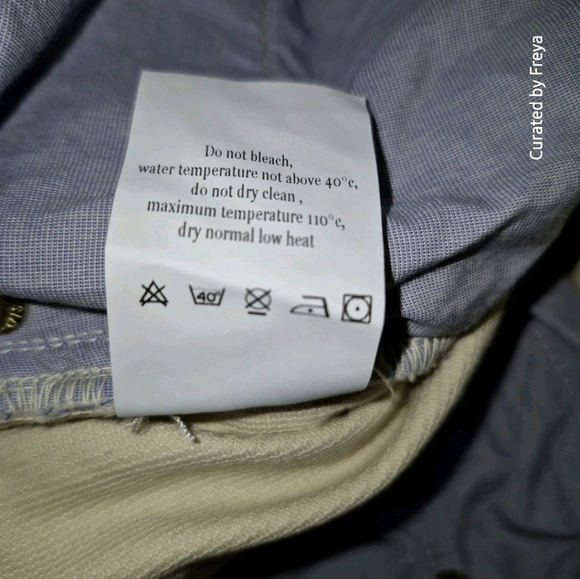 Do not bleach,
water temperature not above 40°c,
do not dry clean ,
maximum temperature 110°c,
dry normal low heat
40°
Curated by Freya